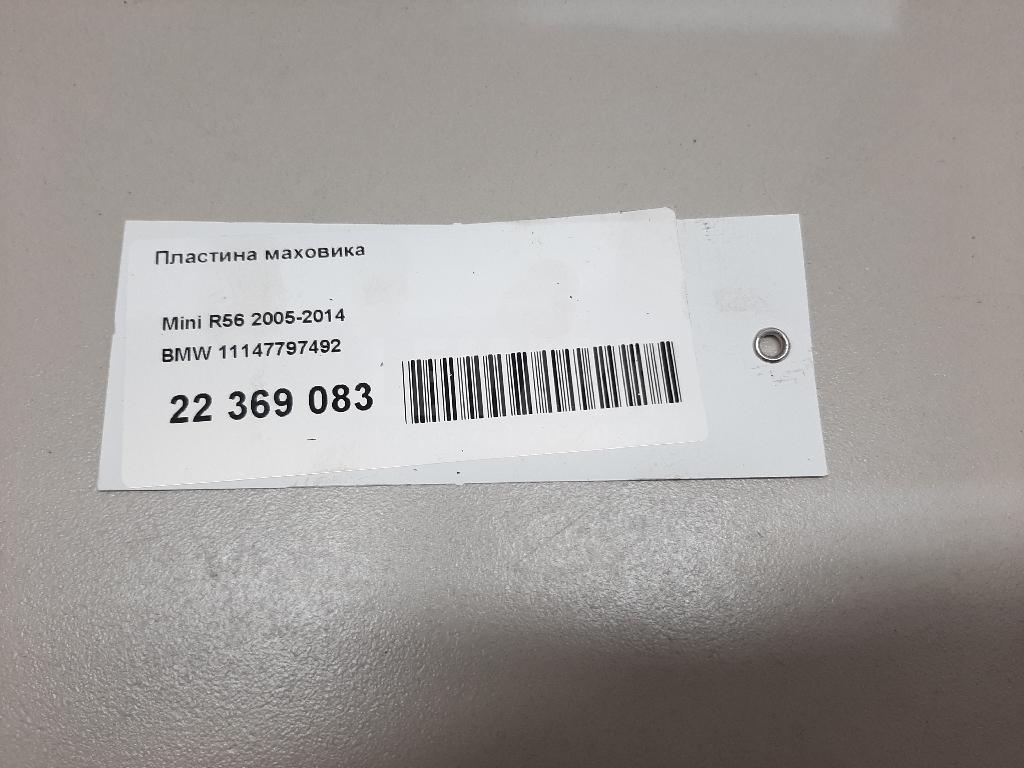 Пластина маховика
Mini R56 2005-2014
BMW 11147797492
22 369 083